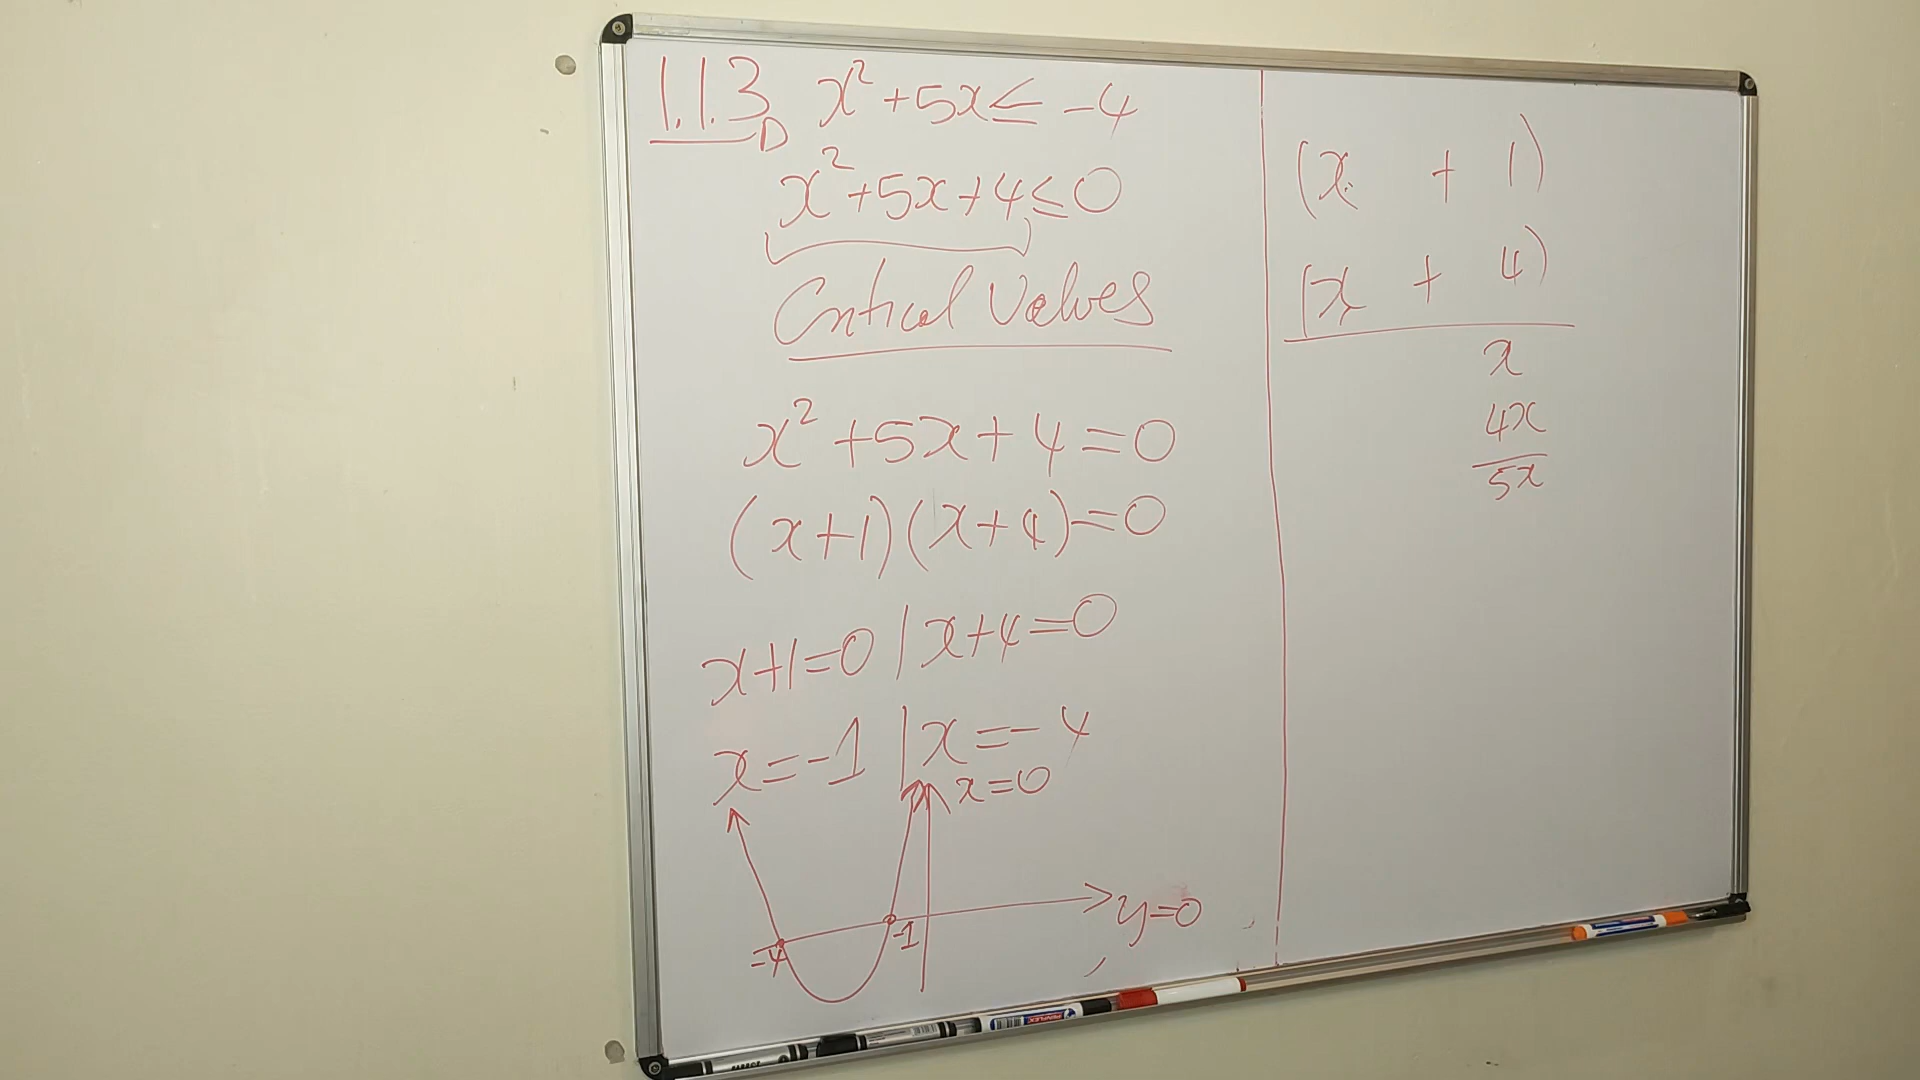 1.1.3 D x² + 5x ≤ -4
x² + 5x + 4 ≤ 0
Critical Values
x² + 5x + 4 = 0
(x + 1)(x + 4) = 0
x + 1 = 0 | x + 4 = 0
x = -1 | x = -4
x = 0
y = 0
-4
-1
(x + 1)
(x + 4)
x
4x
5x
PENFLEX